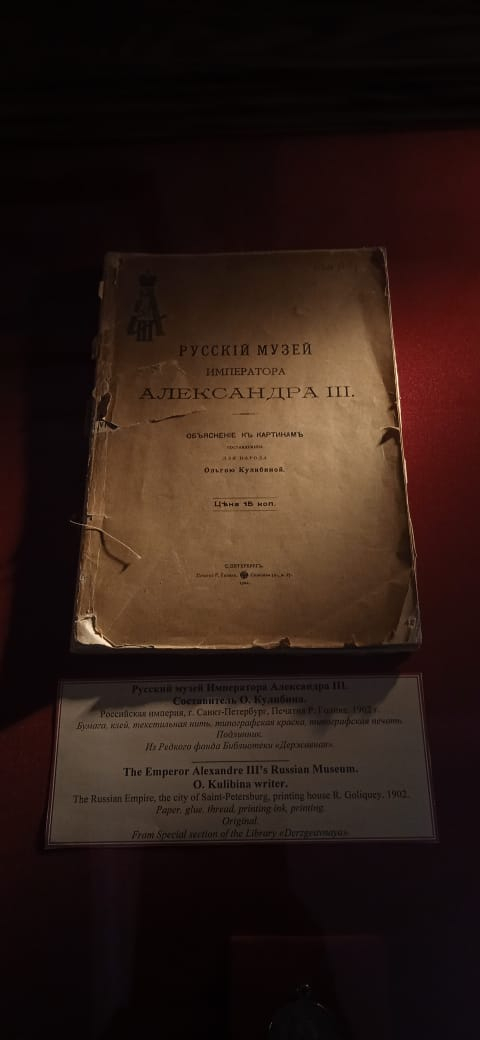 РУССКІЙ МУЗЕЙ
ИМПЕРАТОРА
АЛЕКСАНДРА III.
ОБЪЯСНЕНІЕ КЪ КАРТИНАМЪ
СОСТАВЛЕННОЕ
ДЛЯ НАРОДА
Ольгою Кулибиной.
Цѣна 15 коп.
С.-ПЕТЕРБУРГЪ.
1902.
Русский музей Императора Александра III.
Составитель О. Кулибина.
Российская империя, г. Санкт-Петербург, Печатня Р. Голике, 1902 г.
Бумага, клей, текстильная нить, типографская краска, типографская печать.
Подлинник.
Из Редкого фонда Библиотеки «Державная»
The Emperor Alexandre III's Russian Museum.
O. Kulibina writer.
The Russian Empire, the city of Saint-Petersburg, printing house R. Goliquey, 1902.
Paper, glue, thread, printing ink, printing.
Original.
From Special section of the Library «Derzgeavnaya»